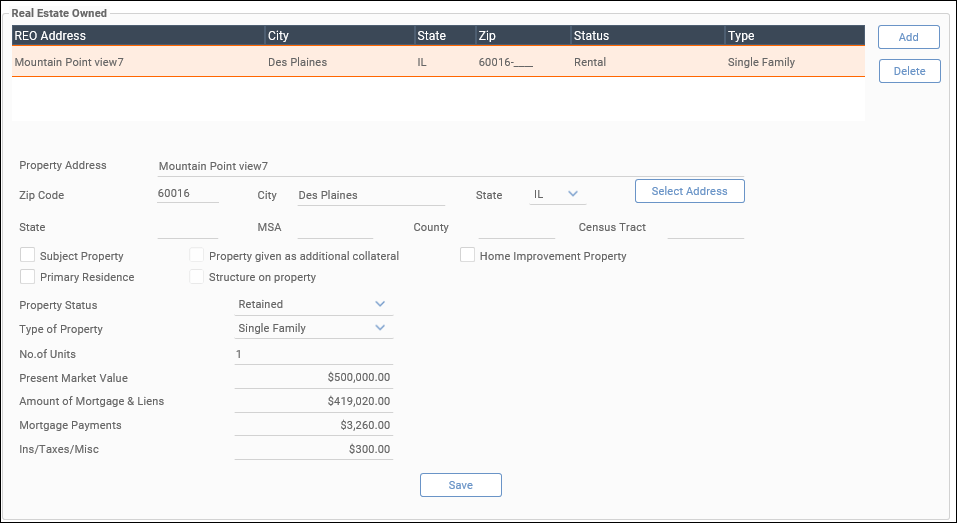 Real Estate Owned
REO Address City State Zip Status Type
Add
Mountain Point view7 Des Plaines IL 60016-____ Rental Single Family
Delete
Property Address Mountain Point view7
Zip Code 60016 City Des Plaines State IL Select Address
State MSA County Census Tract
Subject Property Property given as additional collateral Home Improvement Property
Primary Residence Structure on property
Property Status Retained
Type of Property Single Family
No.of Units 1
Present Market Value $500,000.00
Amount of Mortgage & Liens $419,020.00
Mortgage Payments $3,260.00
Ins/Taxes/Misc $300.00
Save